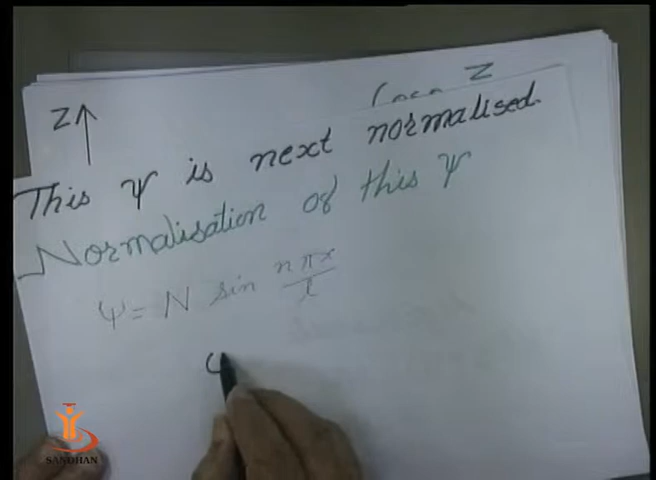 Z
Z
This ψ is next normalised.
Normalisation of this ψ
ψ = N sin nπx/l
SANDHAN